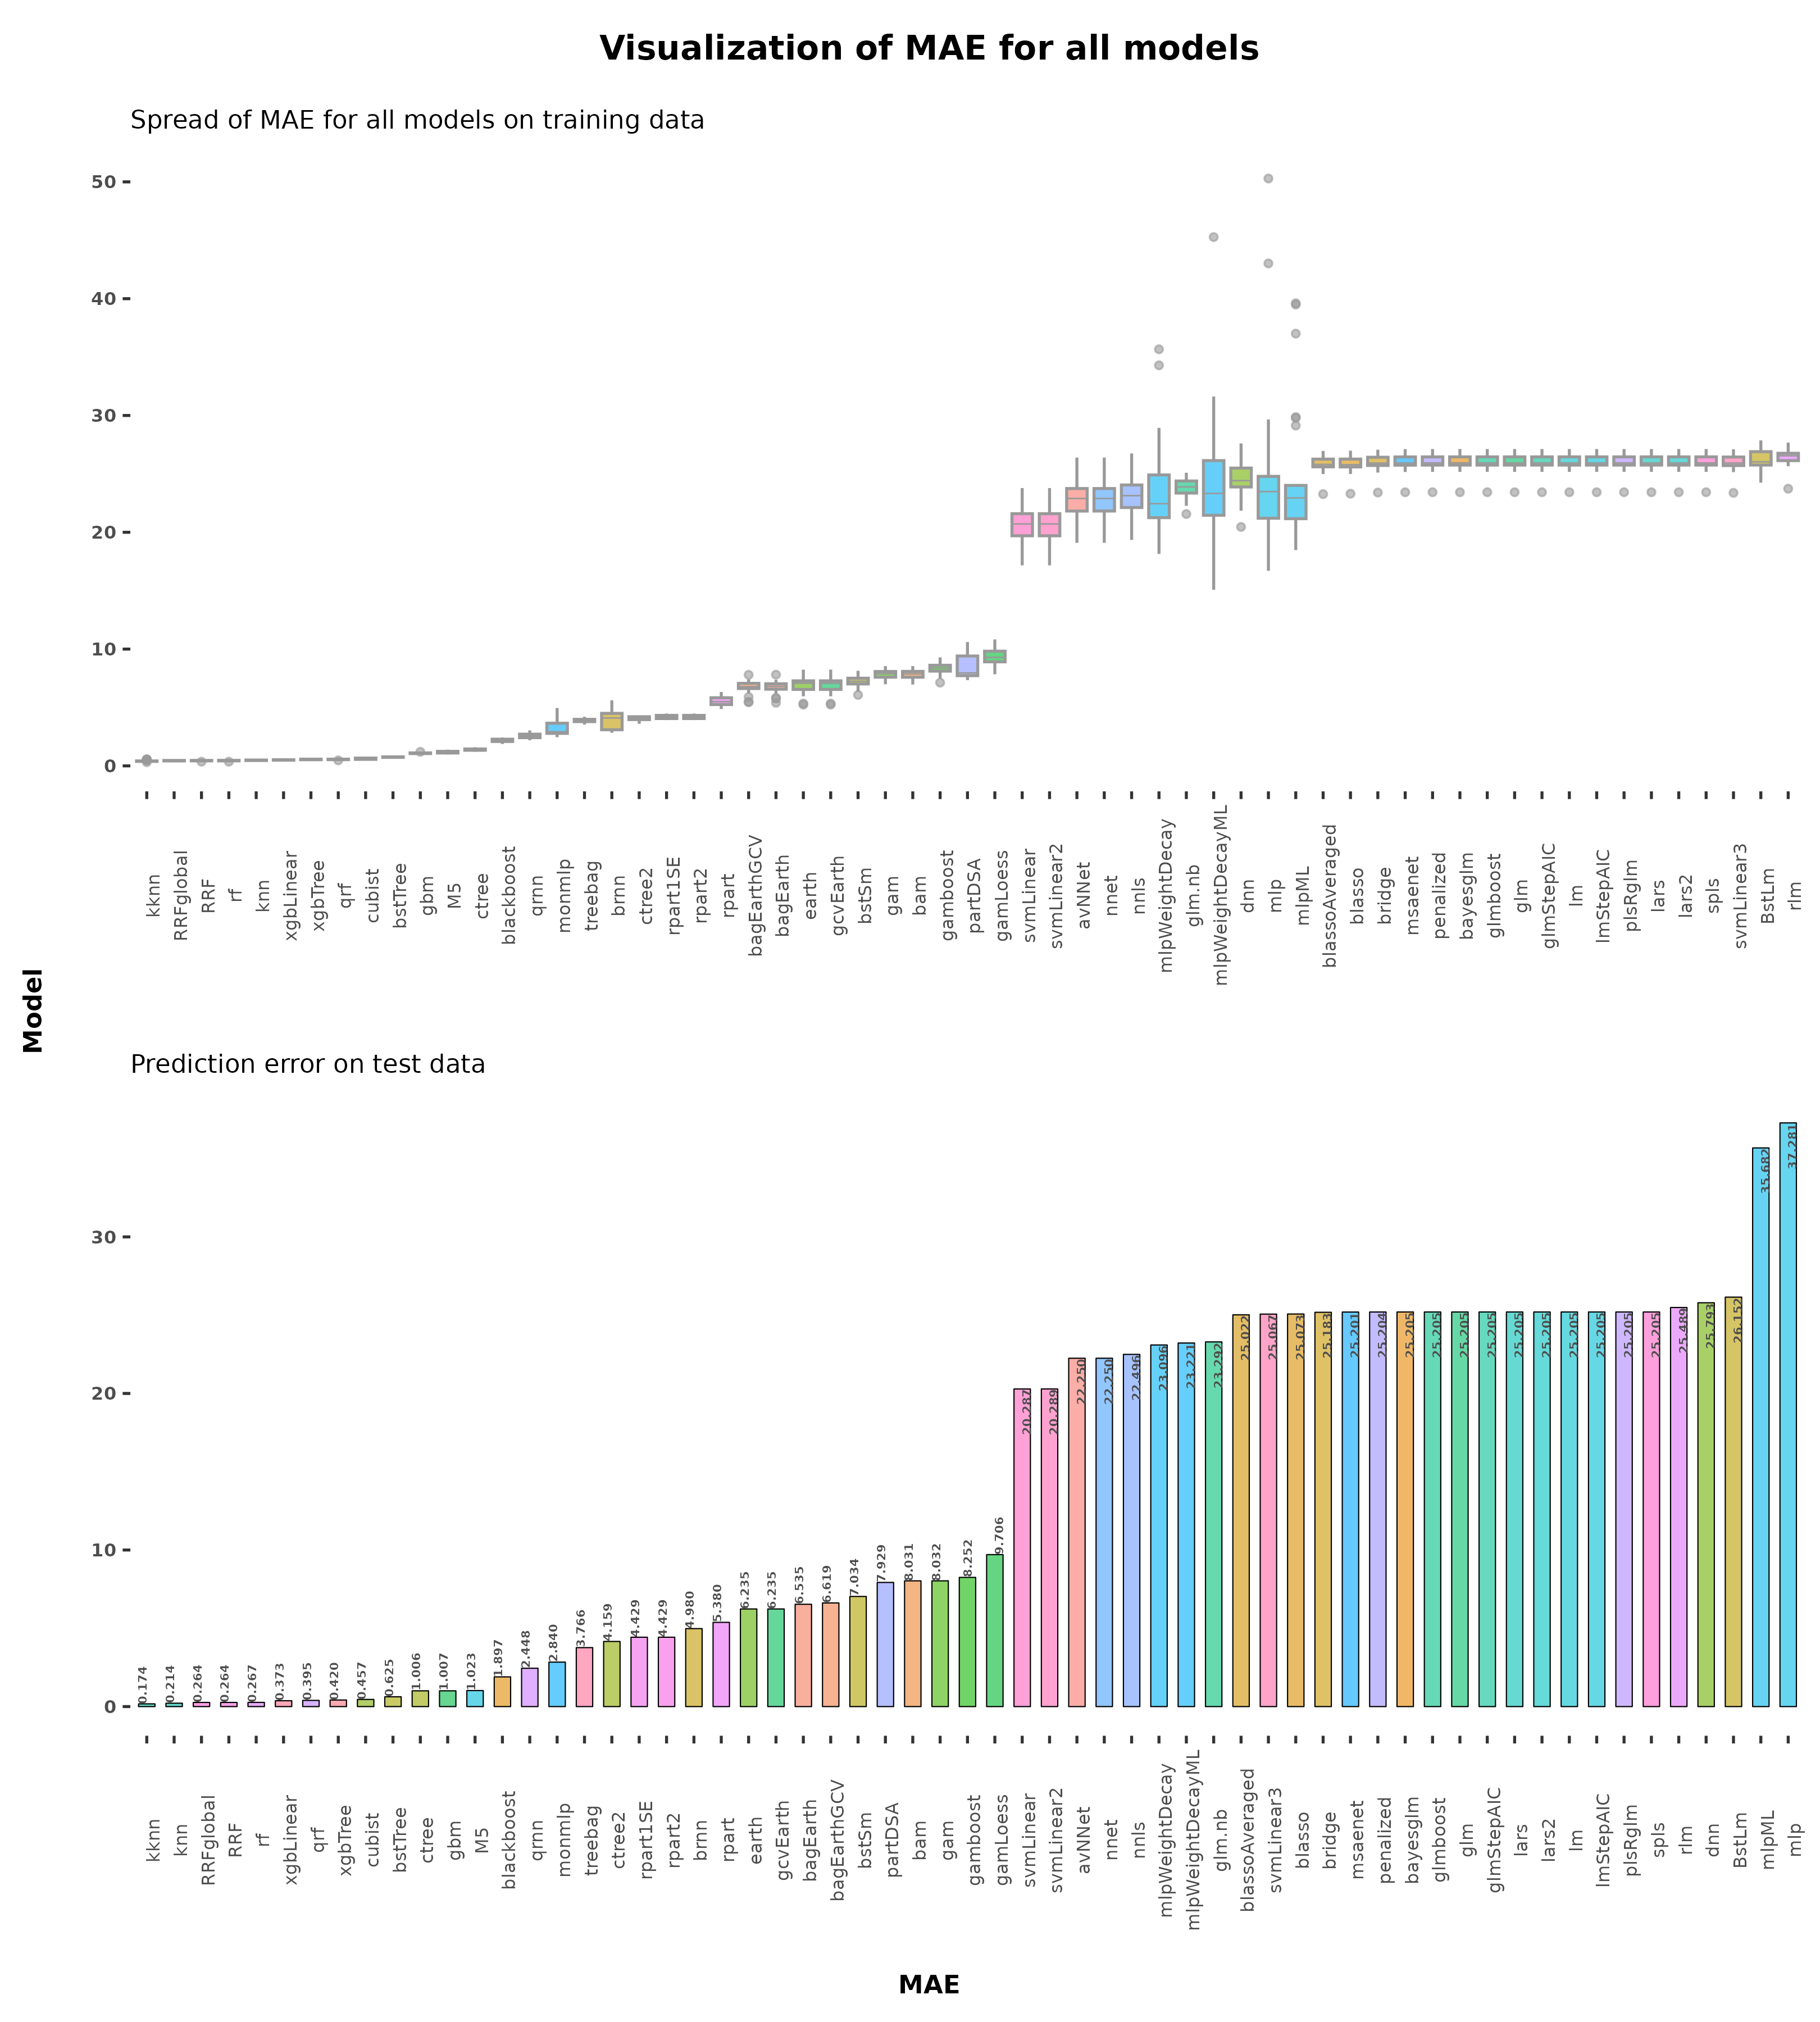 Visualization of MAE for all models
Spread of MAE for all models on training data
50
40
30
20
10
0
kknn
RRFglobal
RRF
rf
knn
xgbLinear
xgbTree
qrf
cubist
bstTree
gbm
M5
ctree
blackboost
qrnn
monmlp
treebag
brnn
ctree2
rpart1SE
rpart2
rpart
bagEarthGCV
bagEarth
earth
gcvEarth
bstSm
gam
bam
gamboost
partDSA
gamLoess
svmLinear
svmLinear2
avNNet
nnet
nnls
mlpWeightDecay
glm.nb
mlpWeightDecayML
dnn
mlp
mlpML
blassoAveraged
blasso
bridge
msaenet
penalized
bayesglm
glmboost
glm
glmStepAIC
lm
lmStepAIC
plsRglm
lars
lars2
spls
svmLinear3
BstLm
rlm
Model
Prediction error on test data
30
20
10
0
0.174
0.214
0.264
0.264
0.267
0.373
0.395
0.420
0.457
0.625
1.006
1.007
1.023
1.897
2.448
2.840
3.766
4.159
4.429
4.429
4.980
5.380
6.235
6.235
6.535
6.619
7.034
7.929
8.031
8.032
8.252
9.706
20.287
20.289
22.250
22.250
22.496
23.096
23.221
23.292
25.022
25.067
25.073
25.183
25.201
25.204
25.205
25.205
25.205
25.205
25.205
25.205
25.205
25.205
25.205
25.205
25.489
25.793
26.152
35.682
37.281
kknn
knn
RRFglobal
RRF
rf
xgbLinear
qrf
xgbTree
cubist
bstTree
ctree
gbm
M5
blackboost
qrnn
monmlp
treebag
ctree2
rpart1SE
rpart2
brnn
rpart
earth
gcvEarth
bagEarth
bagEarthGCV
bstSm
partDSA
bam
gam
gamboost
gamLoess
svmLinear
svmLinear2
avNNet
nnet
nnls
mlpWeightDecay
mlpWeightDecayML
glm.nb
blassoAveraged
svmLinear3
blasso
bridge
msaenet
penalized
bayesglm
glmboost
glm
glmStepAIC
lars
lars2
lm
lmStepAIC
plsRglm
spls
rlm
dnn
BstLm
mlpML
mlp
MAE